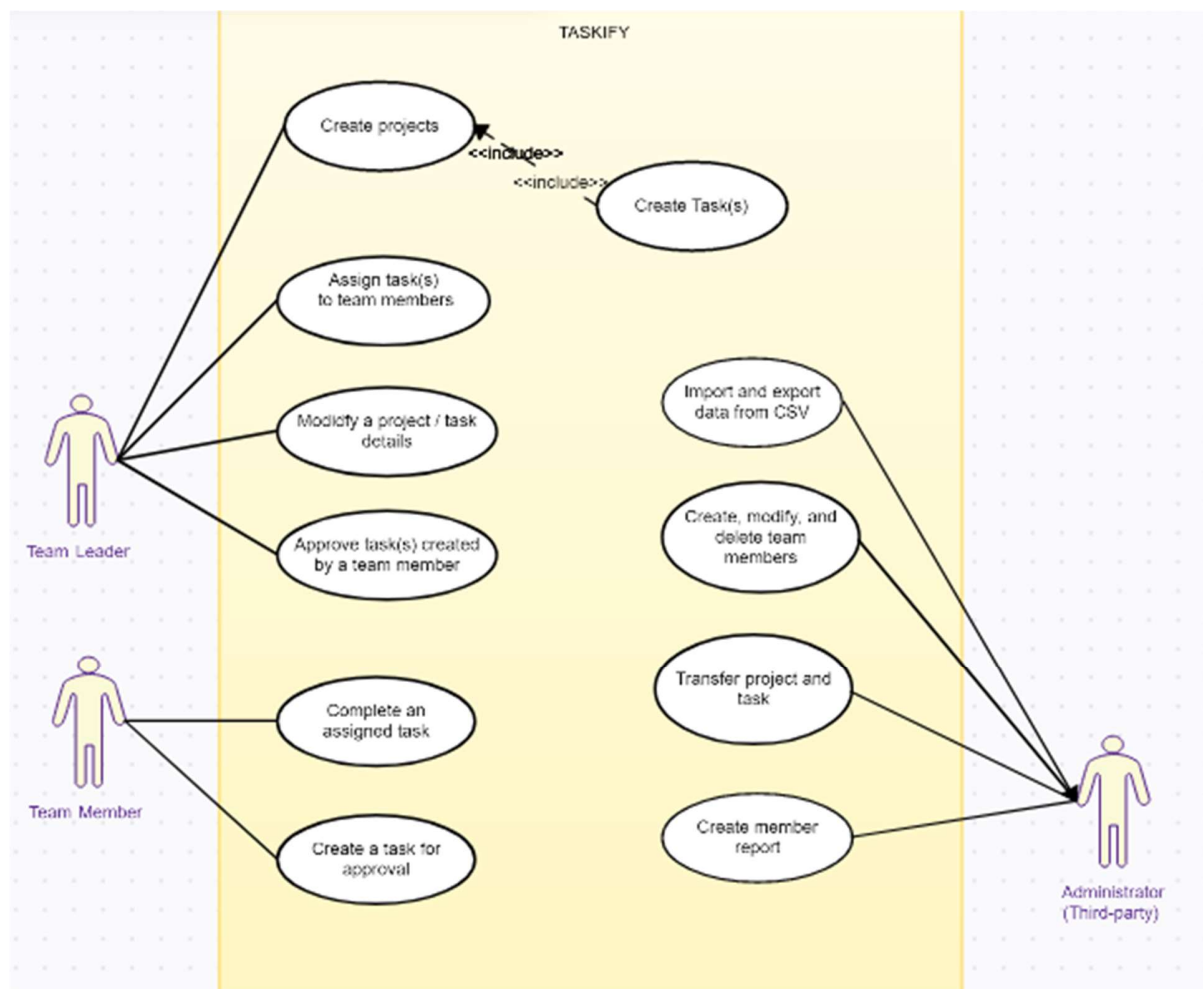 TASKIFY
Create projects
<<include>>
<<include>>
Create Task(s)
Assign task(s)
to team members
Import and export
data from CSV
Modidfy a project / task
details
Create, modify, and
delete team
members
Approve task(s) created
by a team member
Team Leader
Transfer project and
task
Complete an
assigned task
Team Member
Create a task for
approval
Create member
report
Administrator
(Third-party)